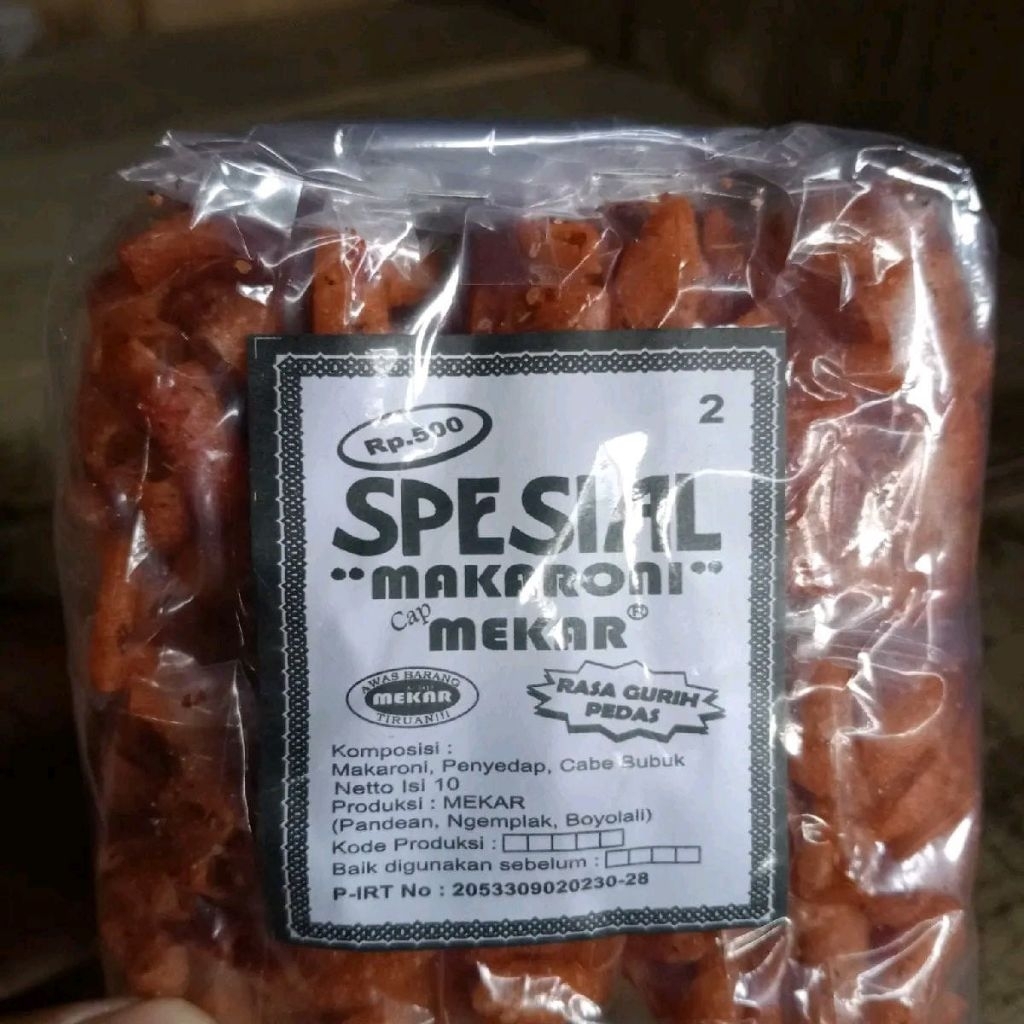 Rp.500
2
SPESIAL
"MAKARONI"
Cap MEKAR®
AWAS BARANG
MEKAR
TIRUAN!!!
RASA GURIH
PEDAS
Komposisi :
Makaroni, Penyedap, Cabe Bubuk
Netto Isi 10
Produksi : MEKAR
(Pandean, Ngemplak, Boyolali)
Kode Produksi :
Baik digunakan sebelum :
P-IRT No : 2053309020230-28